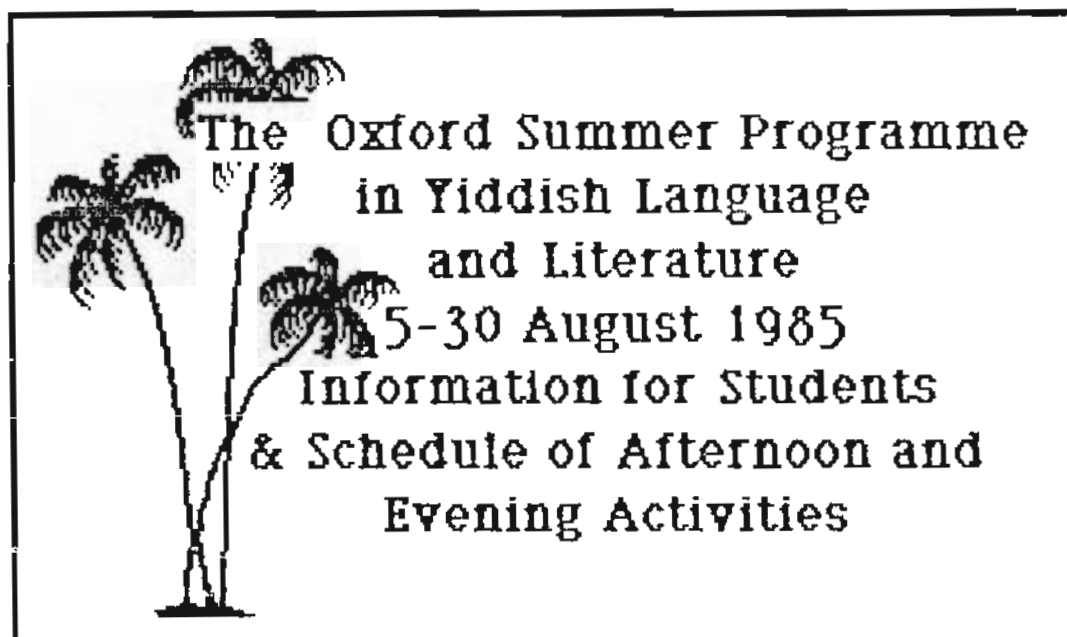 The Oxford Summer Programme
in Yiddish Language
and Literature
5-30 August 1985
Information for Students
& Schedule of Afternoon and
Evening Activities